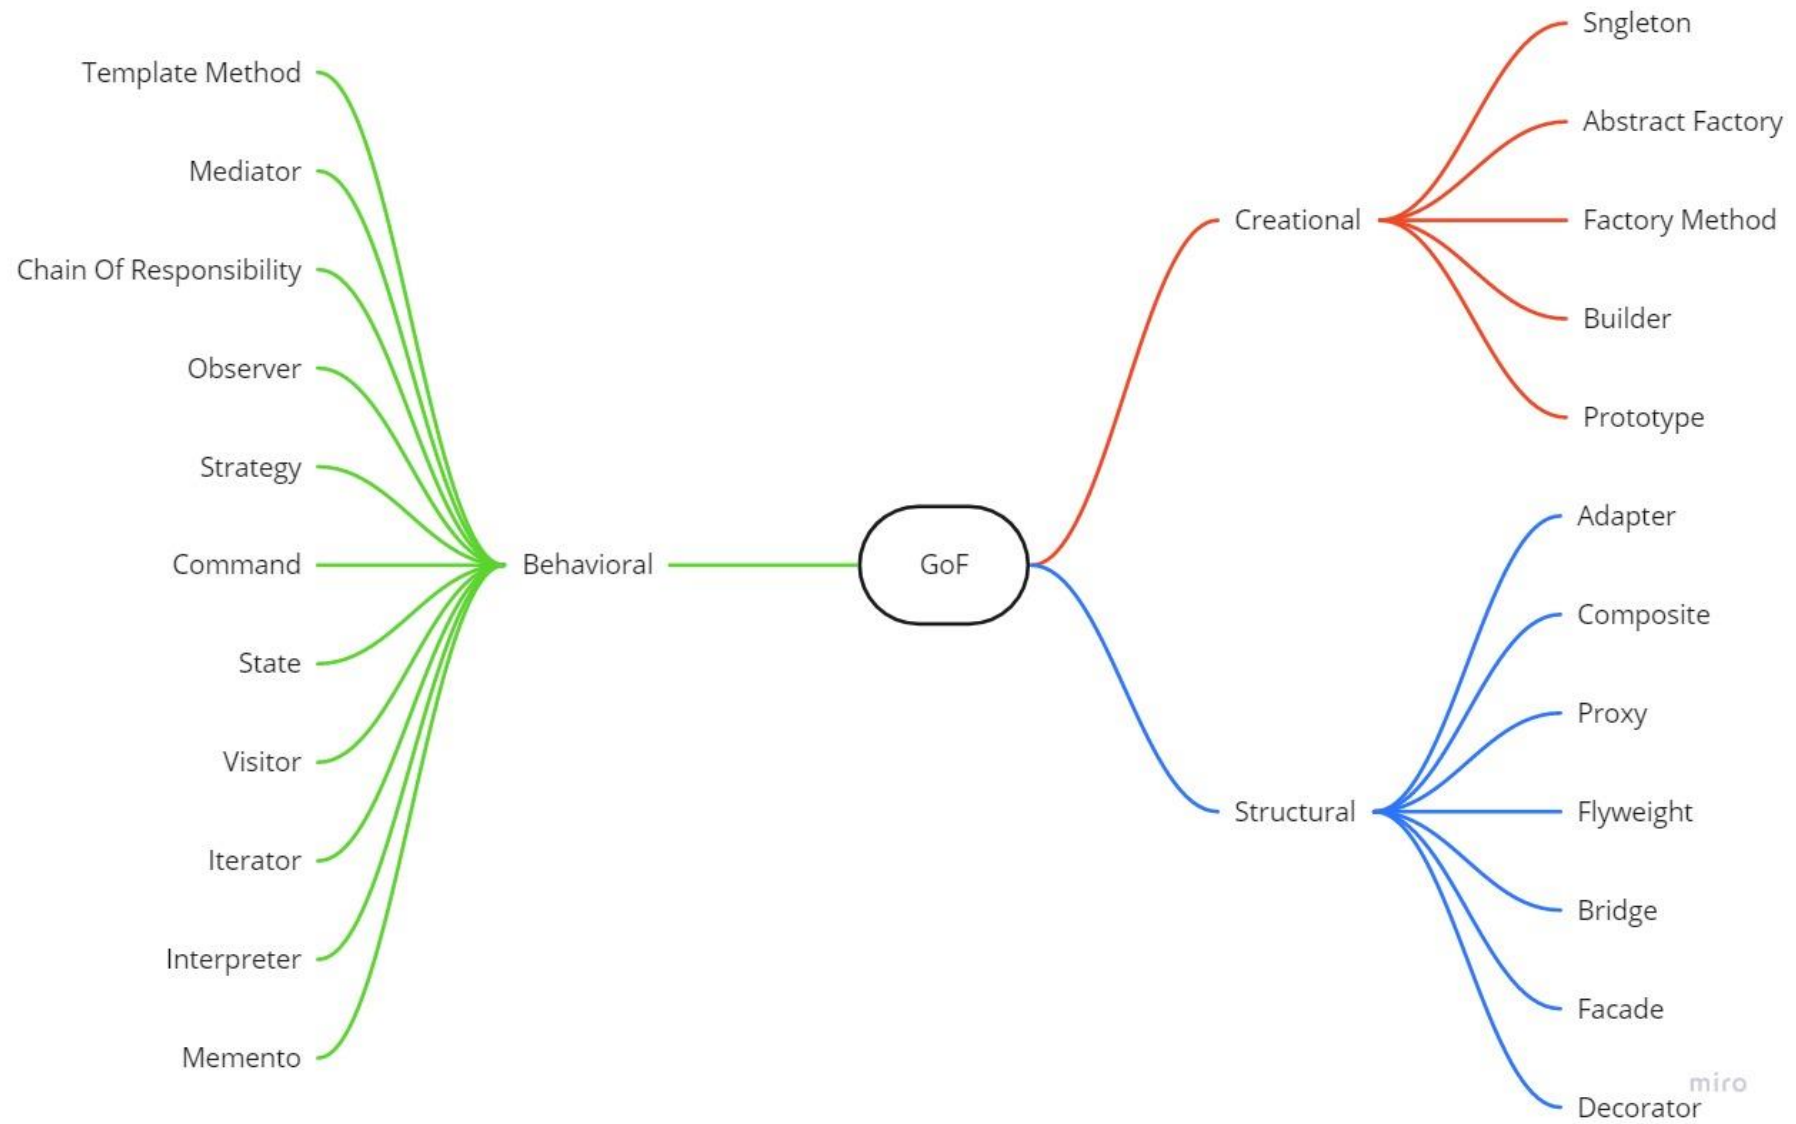 GoF
Behavioral
Template Method
Mediator
Chain Of Responsibility
Observer
Strategy
Command
State
Visitor
Iterator
Interpreter
Memento
Creational
Sngleton
Abstract Factory
Factory Method
Builder
Prototype
Structural
Adapter
Composite
Proxy
Flyweight
Bridge
Facade
Decorator
miro